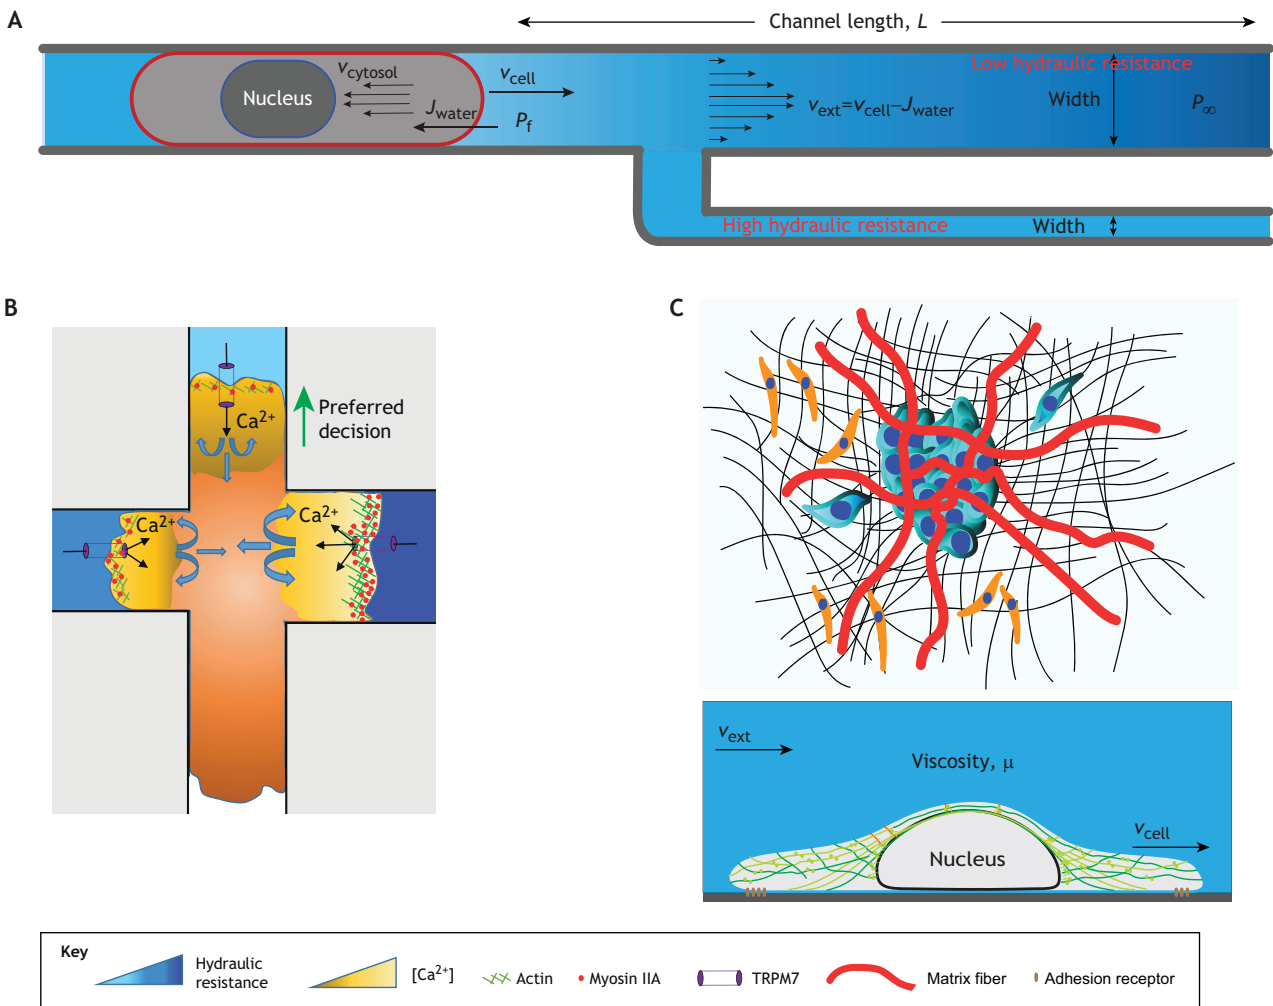 A
Channel length, L
Low hydraulic resistance
vcytosol
vcell
Nucleus
Jwater
Pf
vext=vcell–Jwater
Width
P∞
High hydraulic resistance
Width
B
Ca2+
Preferred
decision
Ca2+
Ca2+
C
vext
Viscosity, μ
vcell
Nucleus
Key
Hydraulic
resistance
[Ca2+]
Actin
Myosin IIA
TRPM7
Matrix fiber
Adhesion receptor